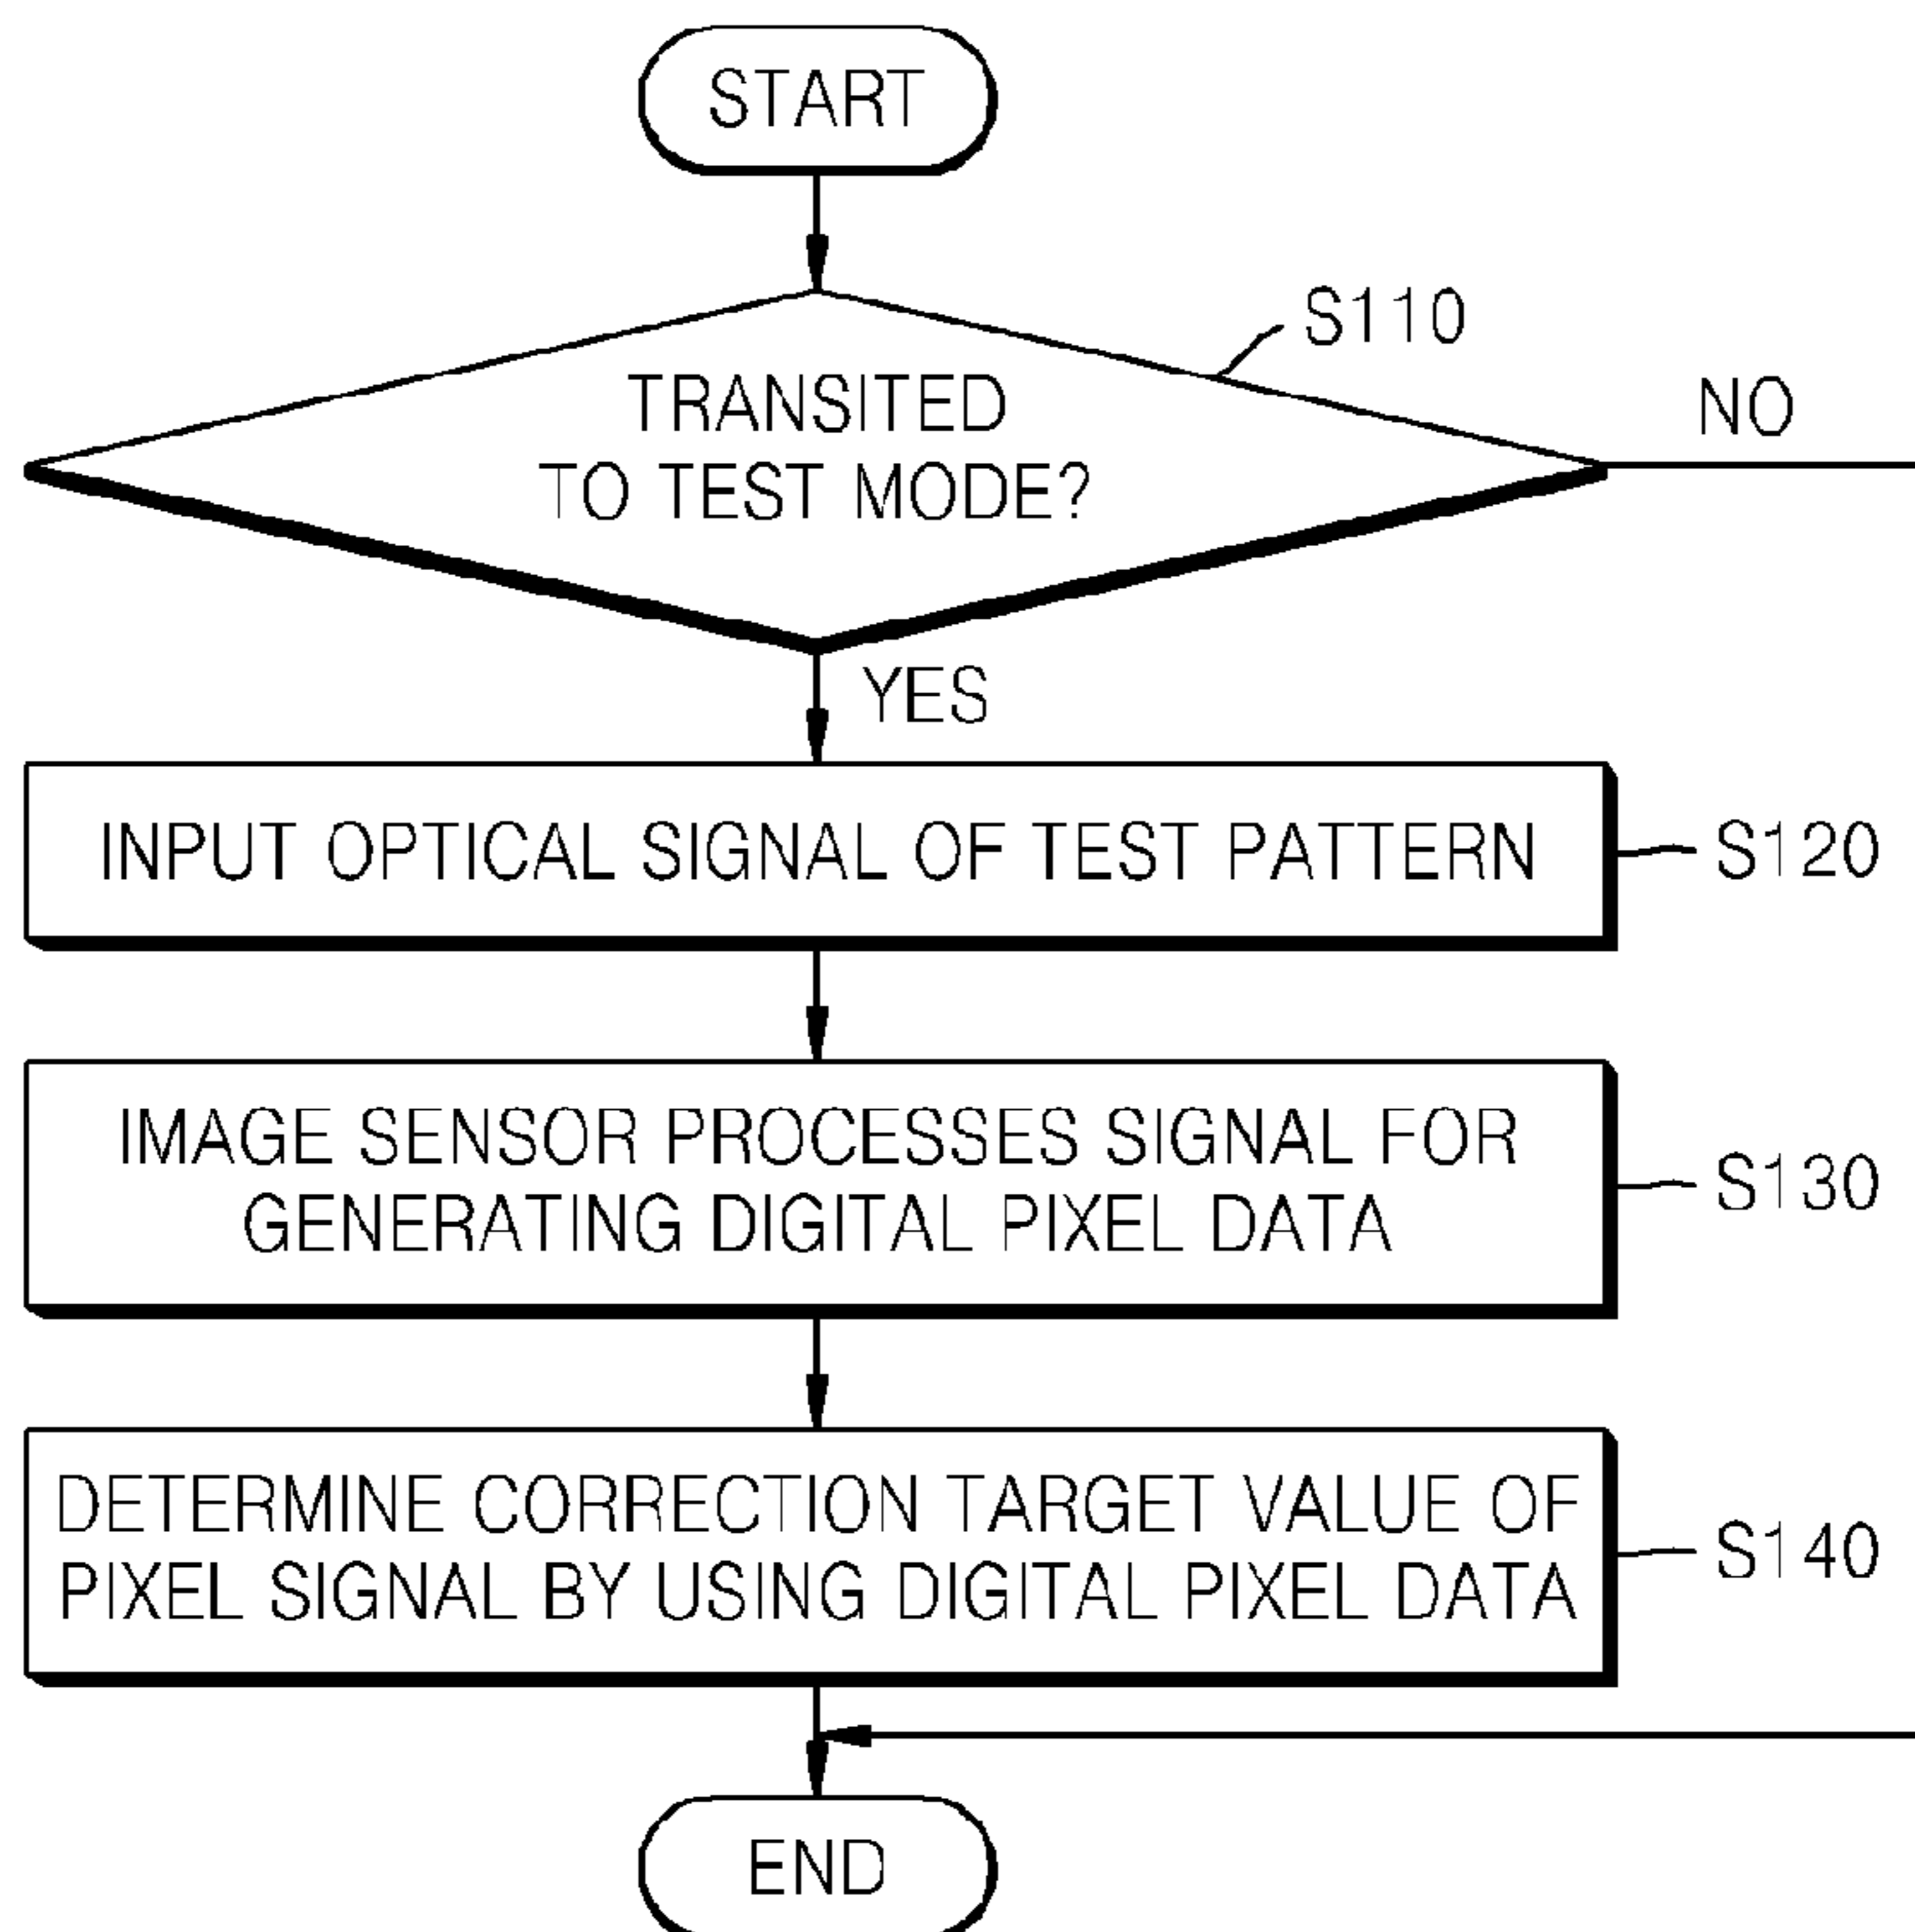 START
S110
TRANSITED
NO
TO TEST MODE?
YES
INPUT OPTICAL SIGNAL OF TEST PATTERN
S120
IMAGE SENSOR PROCESSES SIGNAL FOR
GENERATING DIGITAL PIXEL DATA
S130
DETERMINE CORRECTION TARGET VALUE OF
PIXEL SIGNAL BY USING DIGITAL PIXEL DATA
S140
END